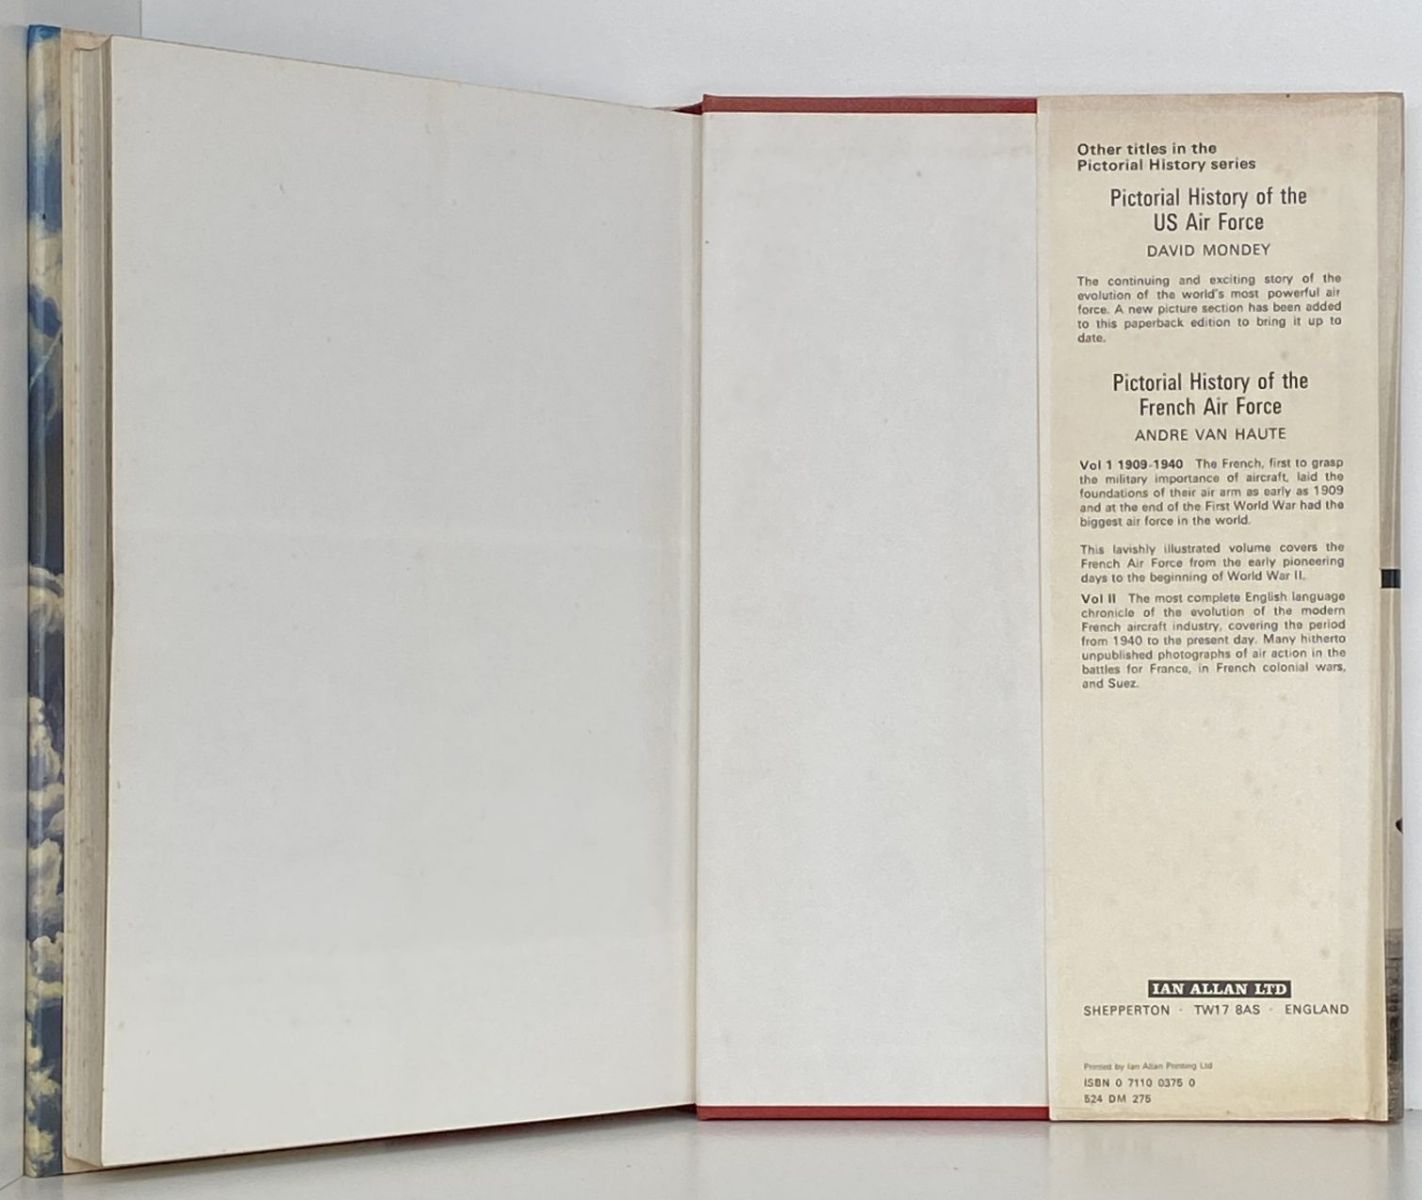 Other titles in the
Pictorial History series
Pictorial History of the
US Air Force
DAVID MONDEY
The continuing and exciting story of the
evolution of the world's most powerful air
force. A new picture section has been added
to this paperback edition to bring it up to
date.
Pictorial History of the
French Air Force
ANDRE VAN HAUTE
Vol 1 1909-1940 The French, first to grasp
the military importance of aircraft, laid the
foundations of their air arm as early as 1909
and at the end of the First World War had the
biggest air force in the world.
This lavishly illustrated volume covers the
French Air Force from the early pioneering
days to the beginning of World War II.
Vol II The most complete English language
chronicle of the evolution of the modern
French aircraft industry, covering the period
from 1940 to the present day. Many hitherto
unpublished photographs of air action in the
battles for France, in French colonial wars,
and Suez.
IAN ALLAN LTD
SHEPPERTON · TW17 8AS · ENGLAND
Printed by Ian Allan Printing Ltd
ISBN 0 7110 0375 0
524 DM 275